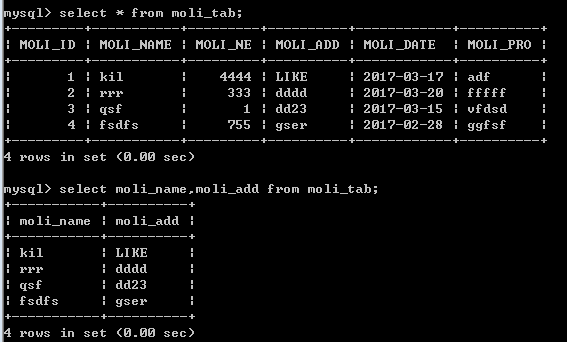 mysql> select * from moli_tab;
+---------+-----------+---------+----------+------------+----------+
¦ MOLI_ID ¦ MOLI_NAME ¦ MOLI_NE ¦ MOLI_ADD ¦ MOLI_DATE  ¦ MOLI_PRO ¦
+---------+-----------+---------+----------+------------+----------+
¦       1 ¦ kil       ¦    4444 ¦ LIKE     ¦ 2017-03-17 ¦ adf      ¦
¦       2 ¦ rrr       ¦     333 ¦ dddd     ¦ 2017-03-20 ¦ fffff    ¦
¦       3 ¦ qsf       ¦       1 ¦ dd23     ¦ 2017-03-15 ¦ vfdsd    ¦
¦       4 ¦ fsdfs     ¦     755 ¦ gser     ¦ 2017-02-28 ¦ ggfsf    ¦
+---------+-----------+---------+----------+------------+----------+
4 rows in set (0.00 sec)
mysql> select moli_name,moli_add from moli_tab;
+-----------+----------+
¦ moli_name ¦ moli_add ¦
+-----------+----------+
¦ kil       ¦ LIKE     ¦
¦ rrr       ¦ dddd     ¦
¦ qsf       ¦ dd23     ¦
¦ fsdfs     ¦ gser     ¦
+-----------+----------+
4 rows in set (0.00 sec)